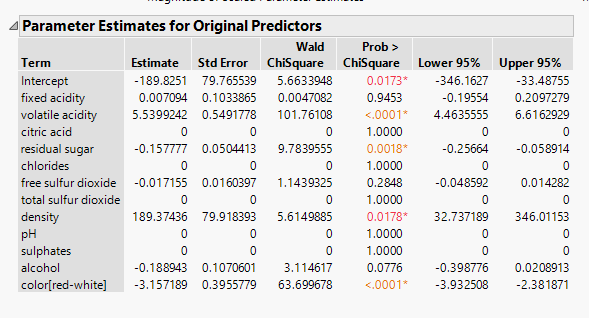 Magnitude of Scaled Parameter Estimates
Parameter Estimates for Original Predictors
Wald Prob >
Term Estimate Std Error ChiSquare ChiSquare Lower 95% Upper 95%
Intercept -189.8251 79.765539 5.6633948 0.0173* -346.1627 -33.48755
fixed acidity 0.007094 0.1033865 0.0047082 0.9453 -0.19554 0.2097279
volatile acidity 5.5399242 0.5491778 101.76108 <.0001* 4.4635555 6.6162929
citric acid 0 0 0 1.0000 0 0
residual sugar -0.157777 0.0504413 9.7839555 0.0018* -0.25664 -0.058914
chlorides 0 0 0 1.0000 0 0
free sulfur dioxide -0.017155 0.0160397 1.1439325 0.2848 -0.048592 0.014282
total sulfur dioxide 0 0 0 1.0000 0 0
density 189.37436 79.918393 5.6149885 0.0178* 32.737189 346.01153
pH 0 0 0 1.0000 0 0
sulphates 0 0 0 1.0000 0 0
alcohol -0.188943 0.1070601 3.114617 0.0776 -0.398776 0.0208913
color[red-white] -3.157189 0.3955779 63.699678 <.0001* -3.932508 -2.381871